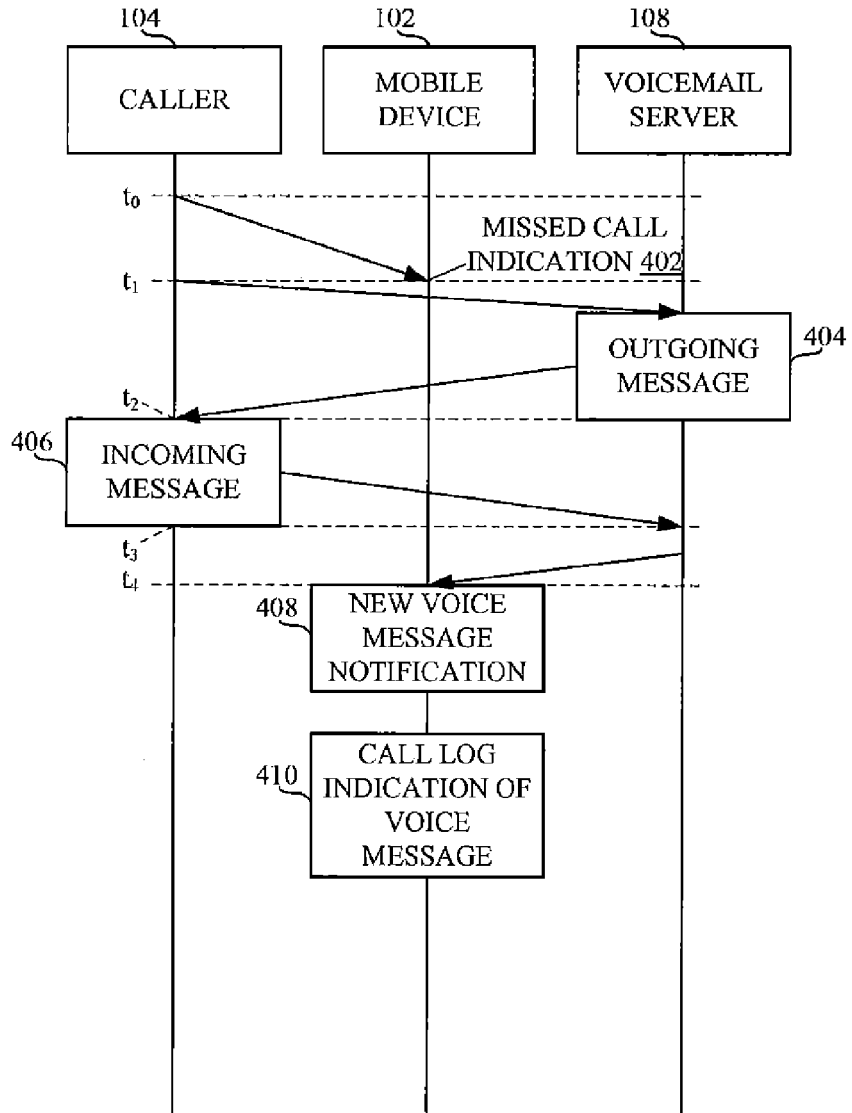 104
102
108
CALLER
MOBILE
DEVICE
VOICEMAIL
SERVER
t0
MISSED CALL
INDICATION 402
t1
OUTGOING
MESSAGE
404
t2
406
INCOMING
MESSAGE
t3
t4
408
NEW VOICE
MESSAGE
NOTIFICATION
410
CALL LOG
INDICATION OF
VOICE
MESSAGE